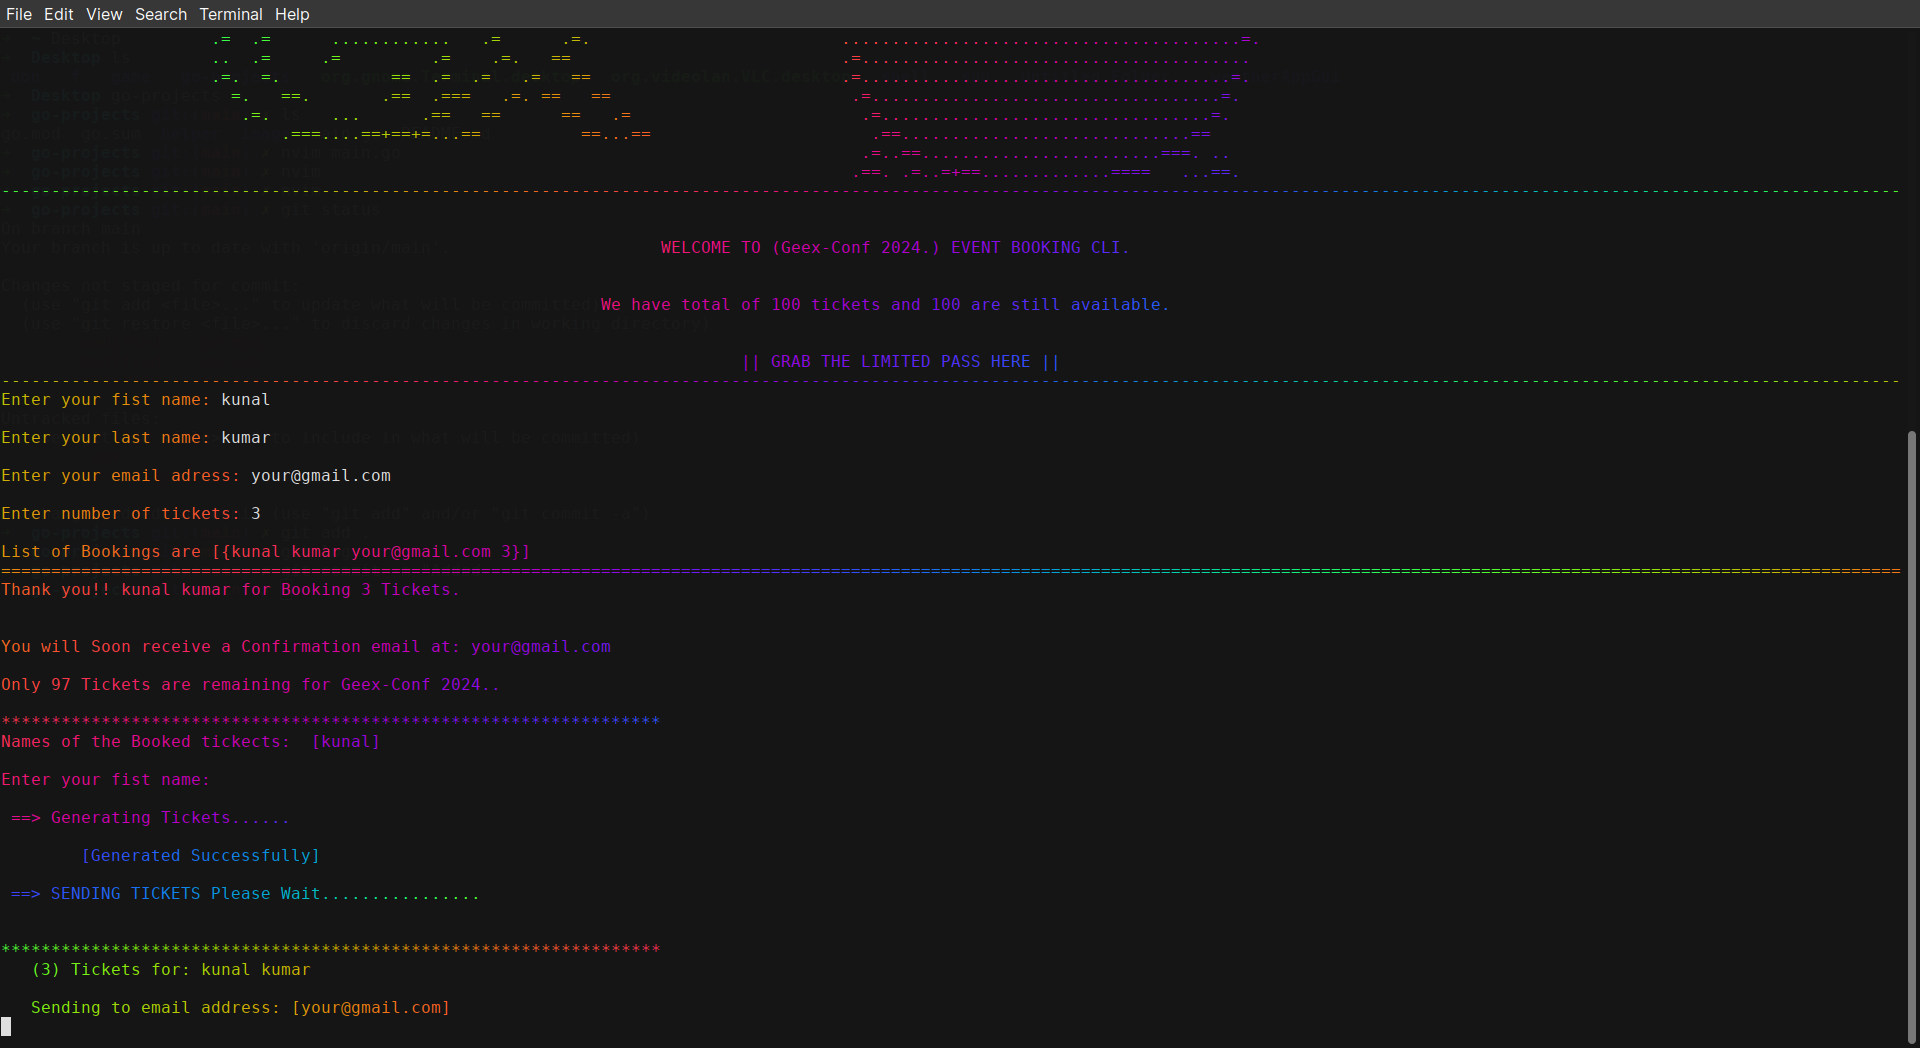 File Edit View Search Terminal Help
WELCOME TO (Geex-Conf 2024.) EVENT BOOKING CLI.
We have total of 100 tickets and 100 are still available.
|| GRAB THE LIMITED PASS HERE ||
Enter your fist name: kunal
Enter your last name: kumar
Enter your email adress: your@gmail.com
Enter number of tickets: 3
List of Bookings are [{kunal kumar your@gmail.com 3}]
Thank you!! kunal kumar for Booking 3 Tickets.
You will Soon receive a Confirmation email at: your@gmail.com
Only 97 Tickets are remaining for Geex-Conf 2024..
******************************************************************
Names of the Booked tickects:  [kunal]
Enter your fist name:
==> Generating Tickets......
[Generated Successfully]
==> SENDING TICKETS Please Wait................
******************************************************************
(3) Tickets for: kunal kumar
Sending to email address: [your@gmail.com]